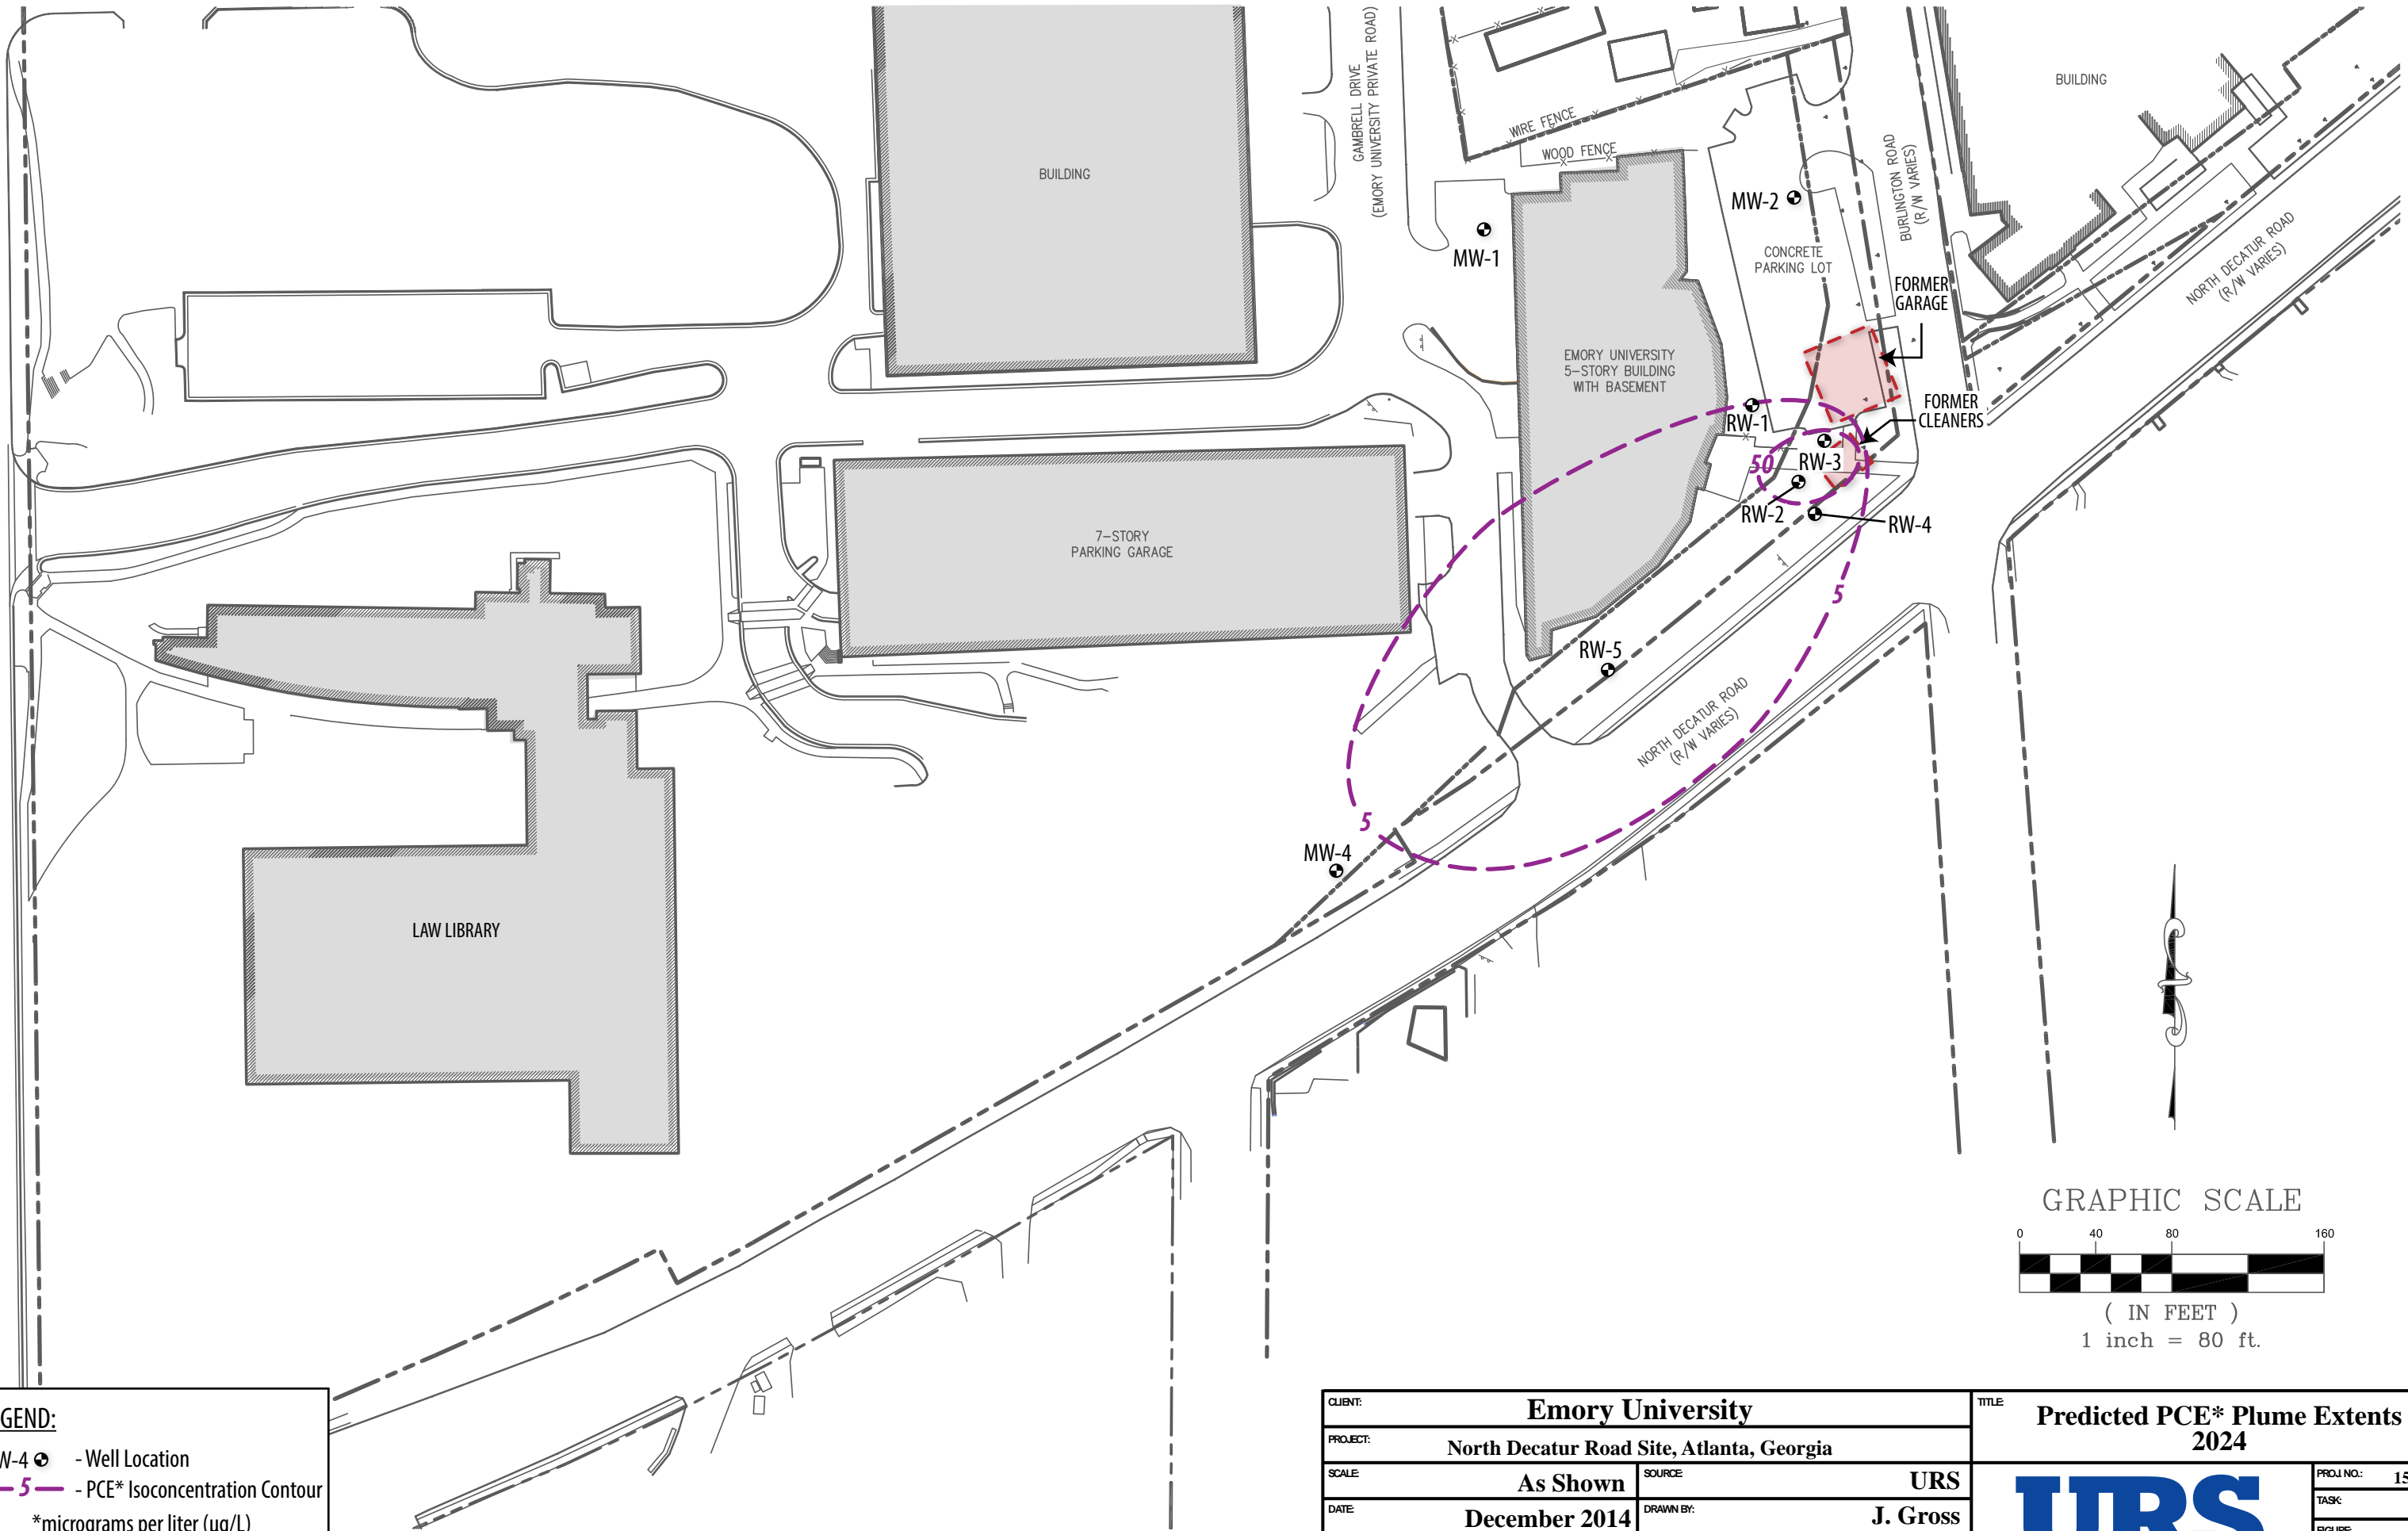 GAMBRELL DRIVE
(EMORY UNIVERSITY PRIVATE ROAD)
BUILDING
BUILDING
WIRE FENCE
WOOD FENCE
BURLINGTON ROAD
(R/W VARIES)
MW-1
MW-2
CONCRETE
PARKING LOT
NORTH DECATUR ROAD
(R/W VARIES)
FORMER
GARAGE
EMORY UNIVERSITY
5-STORY BUILDING
WITH BASEMENT
FORMER
CLEANERS
RW-1
50
RW-3
RW-2
RW-4
7-STORY
PARKING GARAGE
5
RW-5
NORTH DECATUR ROAD
(R/W VARIES)
5
MW-4
LAW LIBRARY
GRAPHIC SCALE
0 40 80 160
( IN FEET )
1 inch = 80 ft.
GEND:
W-4 - Well Location
5 - PCE* Isoconcentration Contour
*micrograms per liter (ug/L)
CLIENT: Emory University
PROJECT: North Decatur Road Site, Atlanta, Georgia
SCALE: As Shown SOURCE: URS
DATE: December 2014 DRAWN BY: J. Gross
TITLE: Predicted PCE* Plume Extents
2024
URS
PROJ. NO.: 15
TASK:
FIGURE: